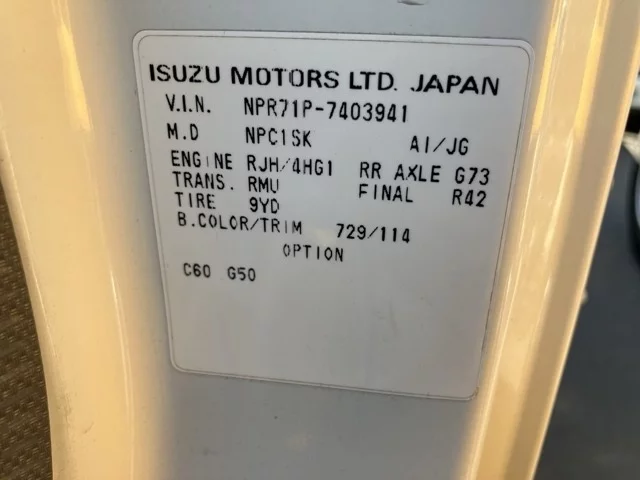 ISUZU MOTORS LTD. JAPAN
V.I.N. NPR71P-7403941
M.D NPC1SK AI/JG
ENGINE RJH/4HG1 RR AXLE G73
TRANS. RMU FINAL R42
TIRE 9YD
B.COLOR/TRIM 729/114
OPTION
C60 G50